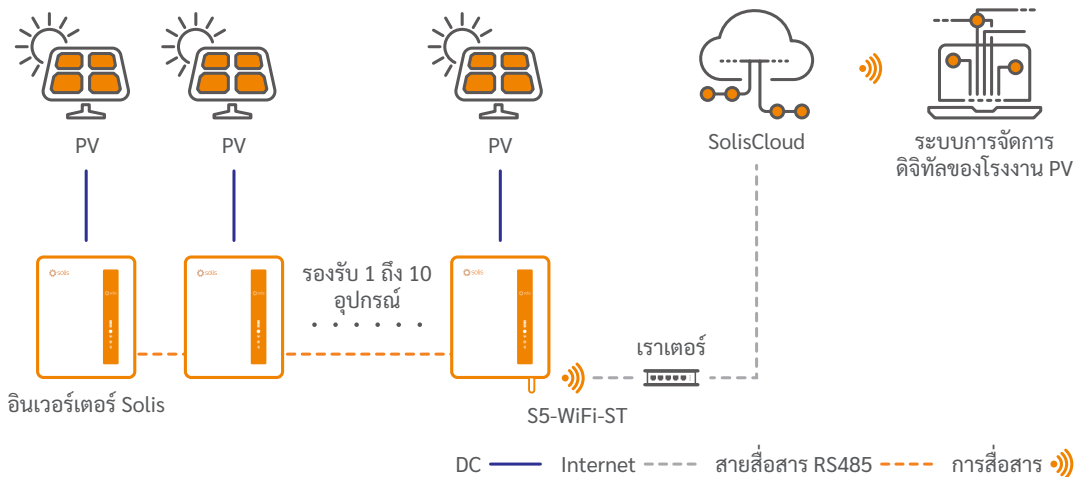 PV
PV
PV
SolisCloud
ระบบการจัดการ
ดิจิทัลของโรงงาน PV
solis
solis
solis
รองรับ 1 ถึง 10
อุปกรณ์
เราเตอร์
อินเวอร์เตอร์ Solis
S5-WiFi-ST
DC
Internet
สายสื่อสาร RS485
การสื่อสาร